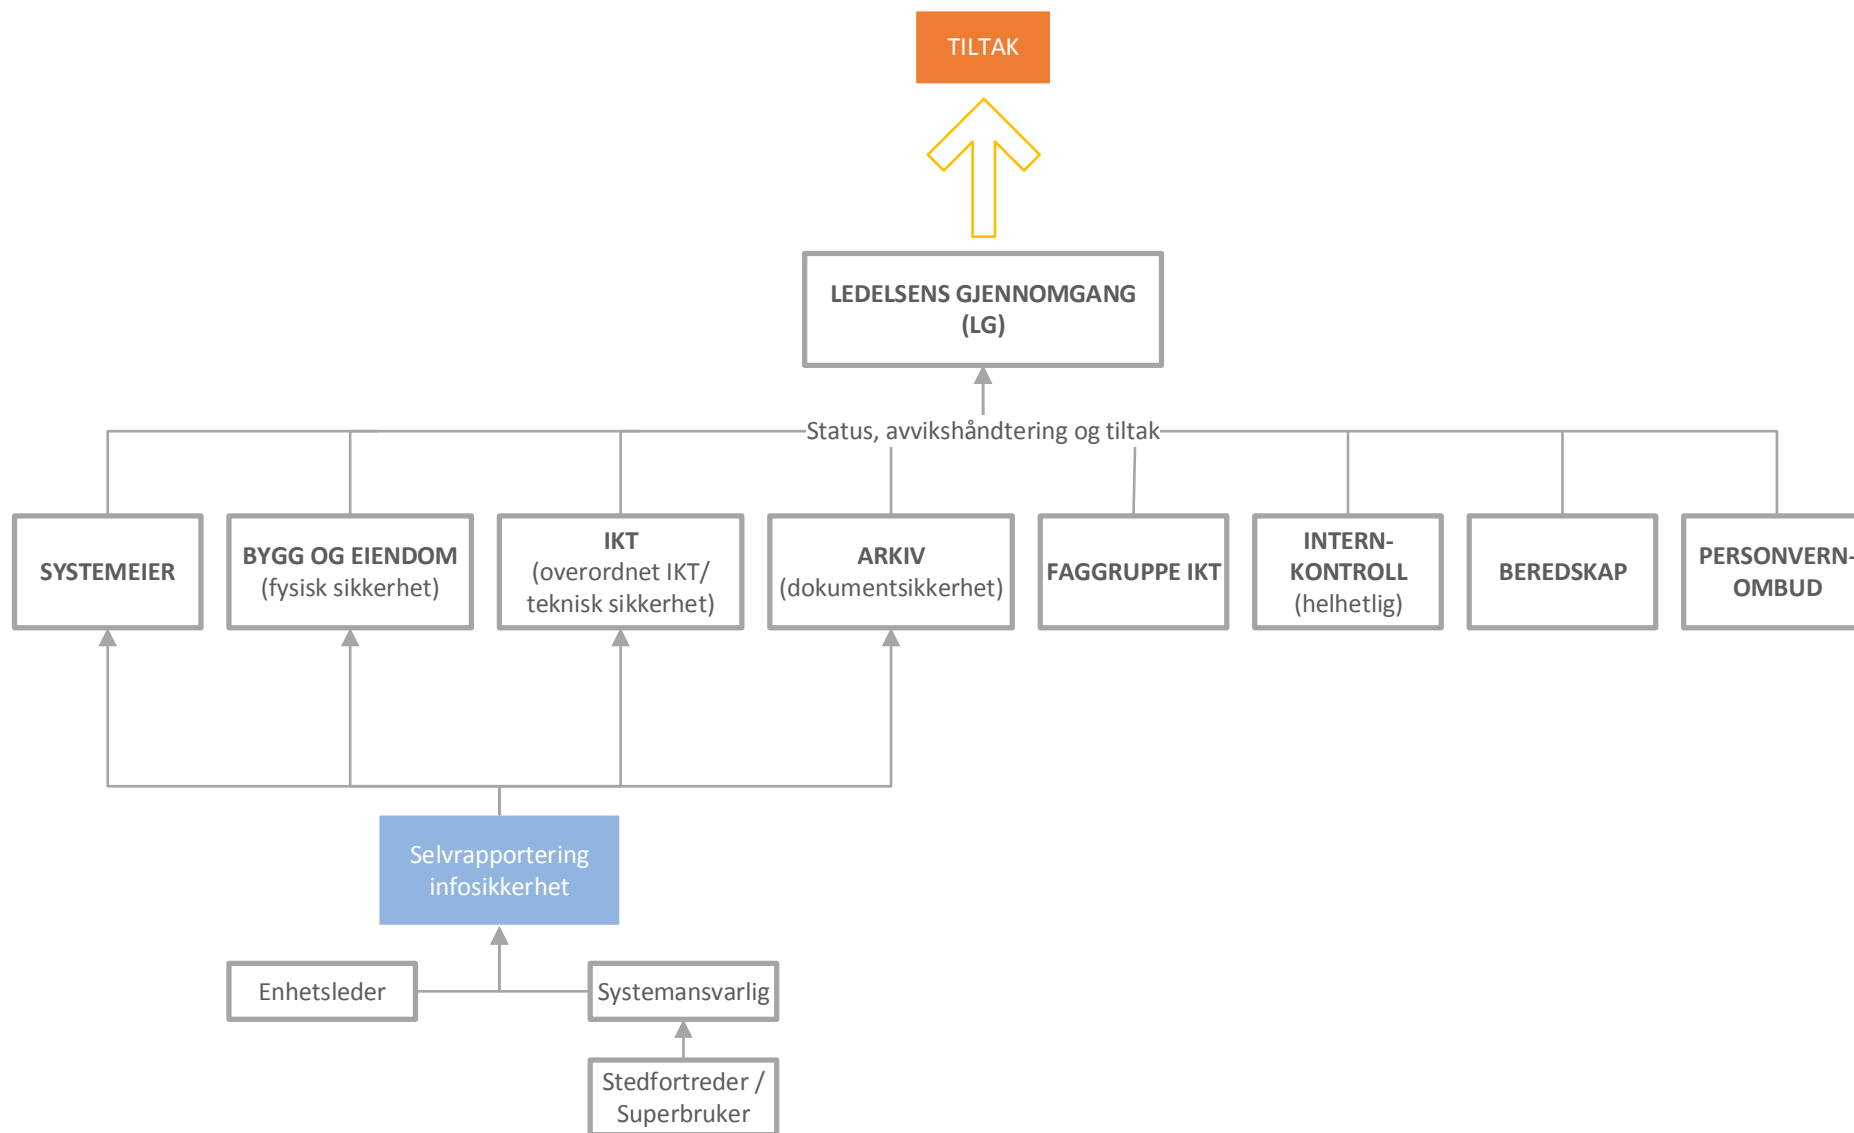 TILTAK
LEDELSENS GJENNOMGANG
(LG)
Status, avvikshåndtering og tiltak
SYSTEMEIER
BYGG OG EIENDOM
(fysisk sikkerhet)
IKT
(overordnet IKT/
teknisk sikkerhet)
ARKIV
(dokumentsikkerhet)
FAGGRUPPE IKT
INTERN-
KONTROLL
(helhetlig)
BEREDSKAP
PERSONVERN-
OMBUD
Selvrapportering
infosikkerhet
Enhetsleder
Systemansvarlig
Stedfortreder /
Superbruker